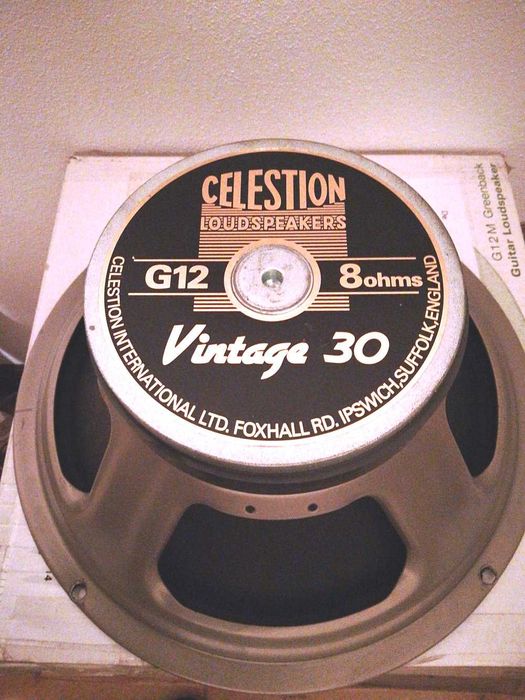 CELESTION
LOUDSPEAKERS
G12 8ohms
Vintage 30
CELESTION INTERNATIONAL LTD. FOXHALL RD. IPSWICH, SUFFOLK, ENGLAND
G12M Greenback
Guitar Loudspeaker